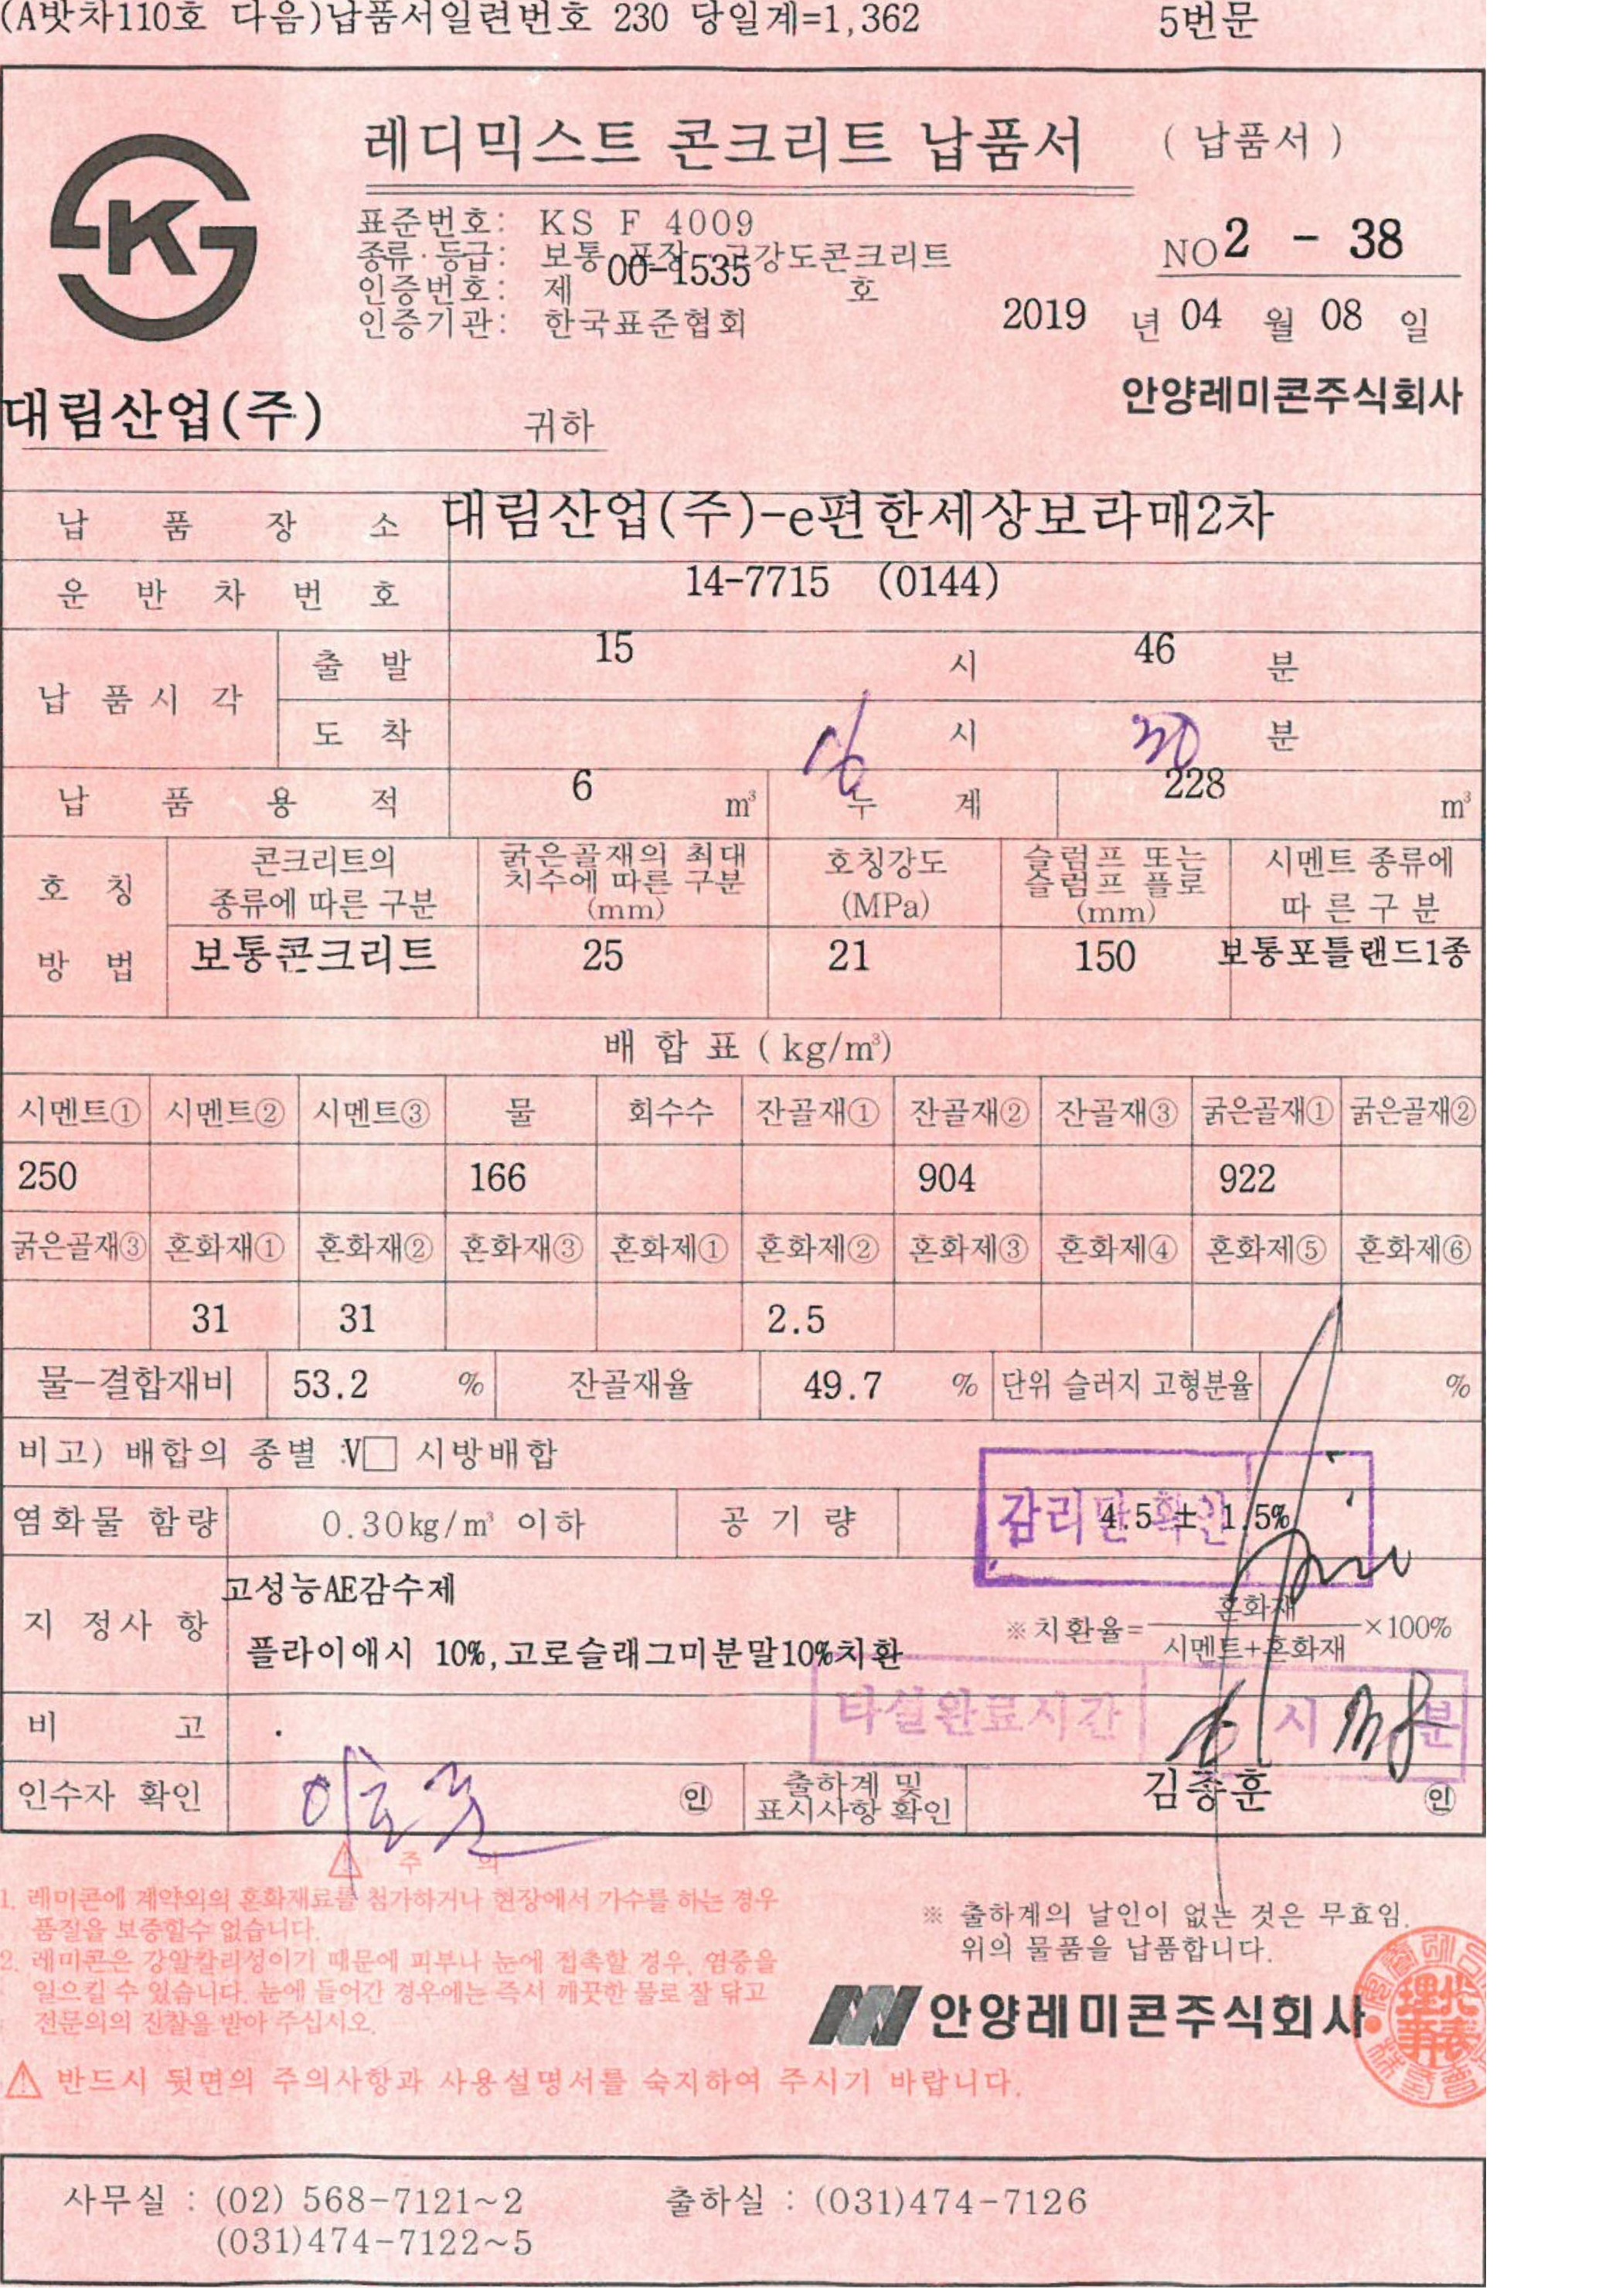 (A밧차110호 다음)납품서일련번호 230 당일계=1,362 5번문
레디믹스트 콘크리트 납품서 ( 납품서 )
표준번호: KS F 4009
종류·등급: 보통 포장 고강도콘크리트
인증번호: 제 00-1535 호
인증기관: 한국표준협회
NO 2 - 38
2019 년 04 월 08 일
K
대림산업(주) 귀하
안양레미콘주식회사
납 품 장 소 대림산업(주)-e편한세상보라매2차
운 반 차 번 호 14-7715 (0144)
납 품 시 각 출 발 15 시 46 분
도 착 시 분
납 품 용 적 6 m³ 누 계 228 m³
호 칭 방 법
콘크리트의 종류에 따른 구분
굵은골재의 최대 치수에 따른 구분 (mm)
호칭강도 (MPa)
슬럼프 또는 슬럼프 플로 (mm)
시멘트 종류에 따 른 구 분
보통콘크리트 25 21 150 보통포틀랜드1종
배 합 표 ( kg/m³)
시멘트① 시멘트② 시멘트③ 물 회수수 잔골재① 잔골재② 잔골재③ 굵은골재① 굵은골재②
250 166 904 922
굵은골재③ 혼화재① 혼화재② 혼화재③ 혼화제① 혼화제② 혼화제③ 혼화제④ 혼화제⑤ 혼화제⑥
31 31 2.5
물-결합재비 53.2 % 잔골재율 49.7 % 단위 슬러지 고형분율 %
비고) 배합의 종별 :V□ 시방배합
염화물 함량 0.30kg/m³ 이하 공 기 량 4.5 ± 1.5%
감리단확인
지 정 사 항 고성능AE감수제
플라이애시 10%,고로슬래그미분말10%치환
※치환율= 혼화재 / 시멘트+혼화재 ×100%
타설완료시간 시 분
비 고 .
인수자 확인 인 출하계 및 표시사항 확인 김종훈 인
주 의
1. 레미콘에 계약외의 혼화재료를 첨가하거나 현장에서 가수를 하는 경우
품질을 보증할수 없습니다.
2. 레미콘은 강알칼리성이기 때문에 피부나 눈에 접촉할 경우, 염증을
일으킬 수 있습니다. 눈에 들어간 경우에는 즉시 깨끗한 물로 잘 닦고
전문의의 진찰을 받아 주십시오.
※ 출하계의 날인이 없는 것은 무효임.
위의 물품을 납품합니다.
안양레미콘주식회사
반드시 뒷면의 주의사항과 사용설명서를 숙지하여 주시기 바랍니다.
사무실 : (02) 568-7121~2 출하실 : (031)474-7126
(031)474-7122~5